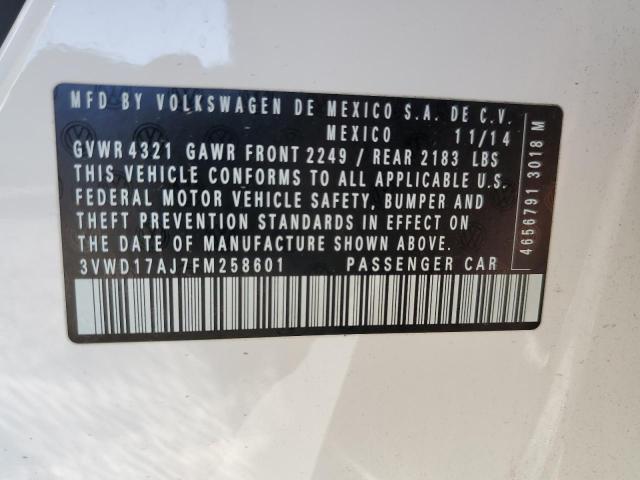 MFD BY VOLKSWAGEN DE MEXICO S.A. DE C.V.
MEXICO 11/14
GVWR 4321 GAWR FRONT 2249 / REAR 2183 LBS
THIS VEHICLE CONFORMS TO ALL APPLICABLE U.S.
FEDERAL MOTOR VEHICLE SAFETY, BUMPER AND
THEFT PREVENTION STANDARDS IN EFFECT ON
THE DATE OF MANUFACTURE SHOWN ABOVE.
3VWD17AJ7FM258601 PASSENGER CAR
4656791 3018 M